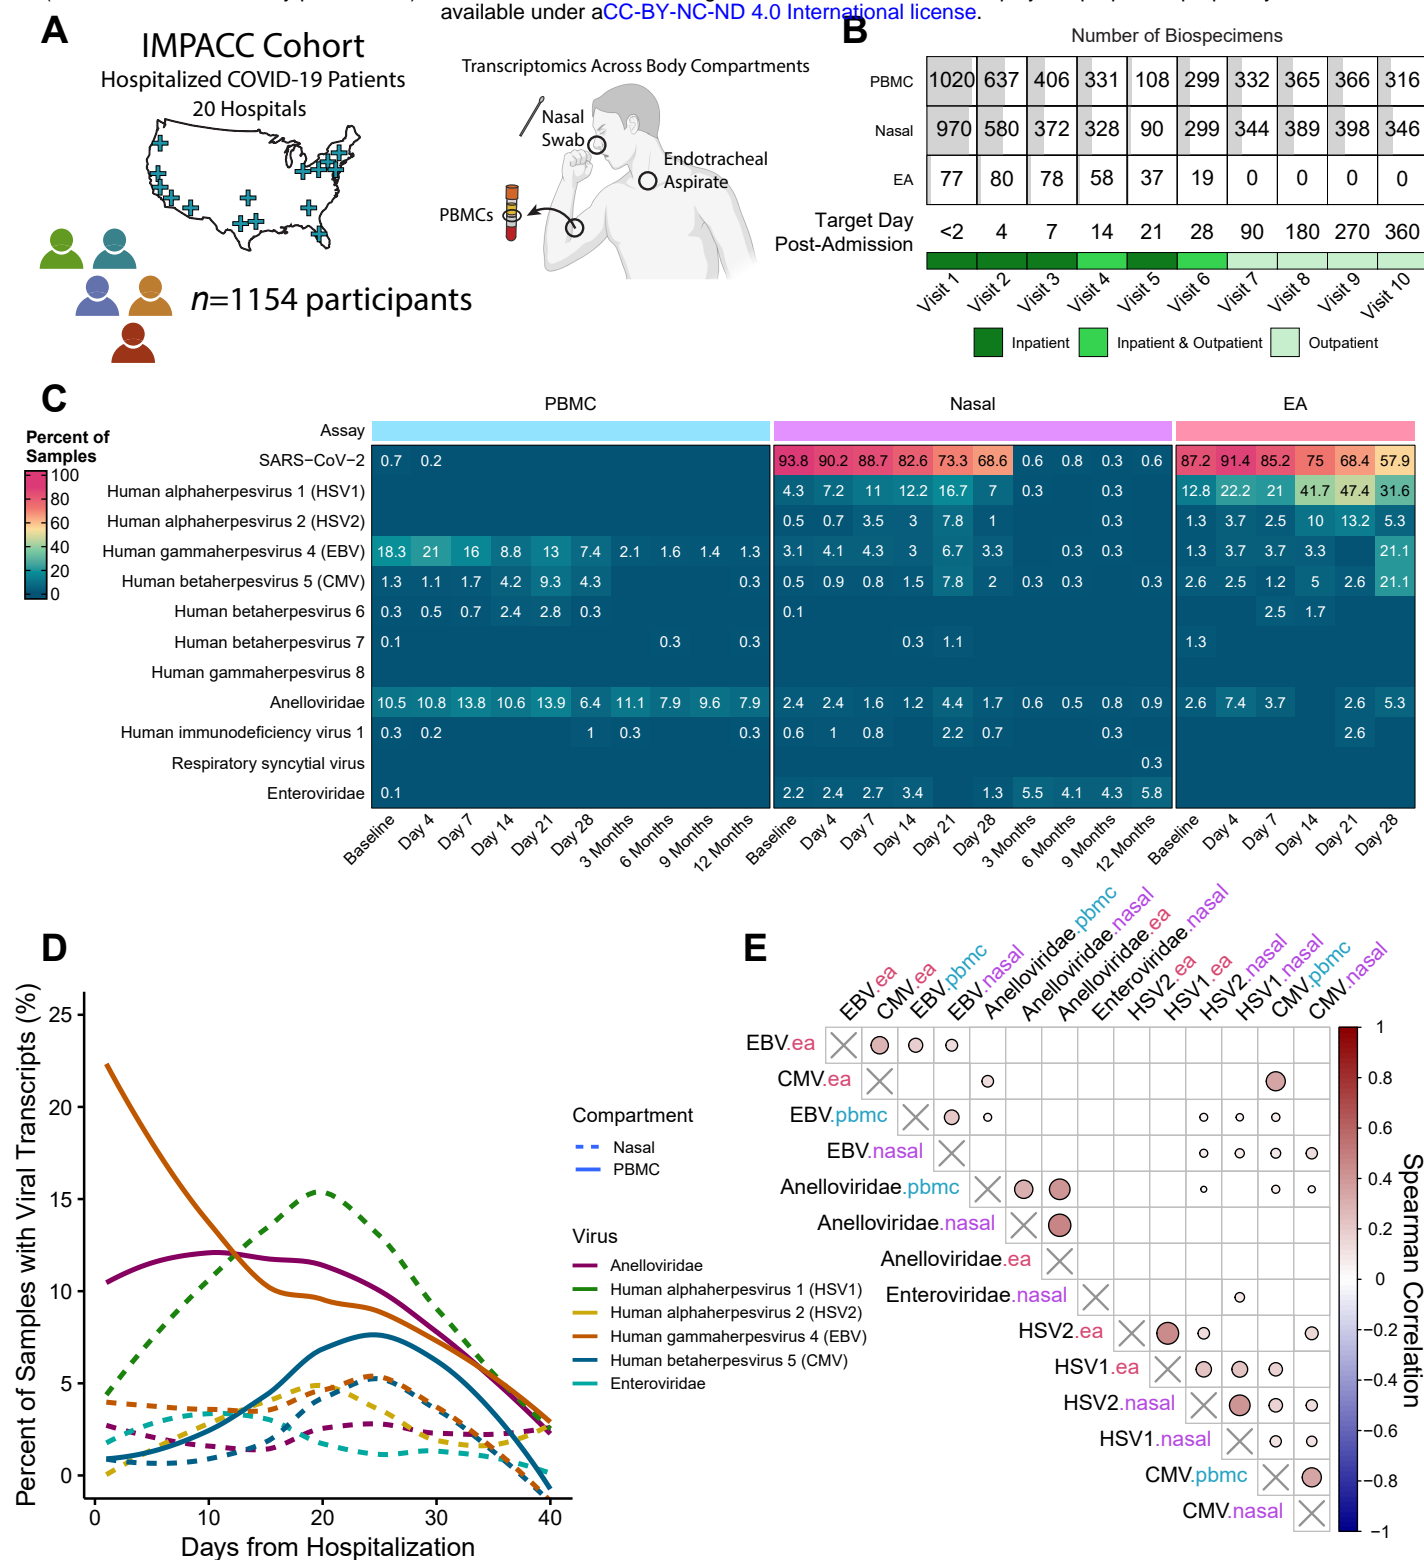 available under aCC-BY-NC-ND 4.0 International license.
A
IMPACC Cohort
Hospitalized COVID-19 Patients
20 Hospitals
n=1154 participants
Transcriptomics Across Body Compartments
Nasal
Swab
Endotracheal
Aspirate
PBMCs
B
Number of Biospecimens
PBMC 1020 637 406 331 108 299 332 365 366 316
Nasal 970 580 372 328 90 299 344 389 398 346
EA 77 80 78 58 37 19 0 0 0 0
Target Day
Post-Admission
<2 4 7 14 21 28 90 180 270 360
Visit 1 Visit 2 Visit 3 Visit 4 Visit 5 Visit 6 Visit 7 Visit 8 Visit 9 Visit 10
Inpatient Inpatient & Outpatient Outpatient
C
PBMC Nasal EA
Percent of
Samples
100
80
60
40
20
0
Assay
SARS−CoV−2 0.7 0.2 93.8 90.2 88.7 82.6 73.3 68.6 0.6 0.8 0.3 0.6 87.2 91.4 85.2 75 68.4 57.9
Human alphaherpesvirus 1 (HSV1) 4.3 7.2 11 12.2 16.7 7 0.3 0.3 12.8 22.2 21 41.7 47.4 31.6
Human alphaherpesvirus 2 (HSV2) 0.5 0.7 3.5 3 7.8 1 0.3 1.3 3.7 2.5 10 13.2 5.3
Human gammaherpesvirus 4 (EBV) 18.3 21 16 8.8 13 7.4 2.1 1.6 1.4 1.3 3.1 4.1 4.3 3 6.7 3.3 0.3 0.3 1.3 3.7 3.7 3.3 21.1
Human betaherpesvirus 5 (CMV) 1.3 1.1 1.7 4.2 9.3 4.3 0.3 0.5 0.9 0.8 1.5 7.8 2 0.3 0.3 0.3 2.6 2.5 1.2 5 2.6 21.1
Human betaherpesvirus 6 0.3 0.5 0.7 2.4 2.8 0.3 0.1 2.5 1.7
Human betaherpesvirus 7 0.1 0.3 0.3 0.3 1.1 1.3
Human gammaherpesvirus 8
Anelloviridae 10.5 10.8 13.8 10.6 13.9 6.4 11.1 7.9 9.6 7.9 2.4 2.4 1.6 1.2 4.4 1.7 0.6 0.5 0.8 0.9 2.6 7.4 3.7 2.6 5.3
Human immunodeficiency virus 1 0.3 0.2 1 0.3 0.3 0.6 1 0.8 2.2 0.7 0.3 2.6
Respiratory syncytial virus 0.3
Enteroviridae 0.1 2.2 2.4 2.7 3.4 1.3 5.5 4.1 4.3 5.8
Baseline Day 4 Day 7 Day 14 Day 21 Day 28 3 Months 6 Months 9 Months 12 Months Baseline Day 4 Day 7 Day 14 Day 21 Day 28 3 Months 6 Months 9 Months 12 Months Baseline Day 4 Day 7 Day 14 Day 21 Day 28
D
Percent of Samples with Viral Transcripts (%)
25
20
15
10
5
0
0 10 20 30 40
Days from Hospitalization
Compartment
Nasal
PBMC
Virus
Anelloviridae
Human alphaherpesvirus 1 (HSV1)
Human alphaherpesvirus 2 (HSV2)
Human gammaherpesvirus 4 (EBV)
Human betaherpesvirus 5 (CMV)
Enteroviridae
E
EBV.ea CMV.ea EBV.pbmc EBV.nasal Anelloviridae.pbmc Anelloviridae.nasal Anelloviridae.ea Enteroviridae.nasal HSV2.ea HSV1.ea HSV2.nasal HSV1.nasal CMV.pbmc CMV.nasal
EBV.ea
CMV.ea
EBV.pbmc
EBV.nasal
Anelloviridae.pbmc
Anelloviridae.nasal
Anelloviridae.ea
Enteroviridae.nasal
HSV2.ea
HSV1.ea
HSV2.nasal
HSV1.nasal
CMV.pbmc
CMV.nasal
1
0.8
0.6
0.4
0.2
0
−0.2
−0.4
−0.6
−0.8
−1
Spearman Correlation